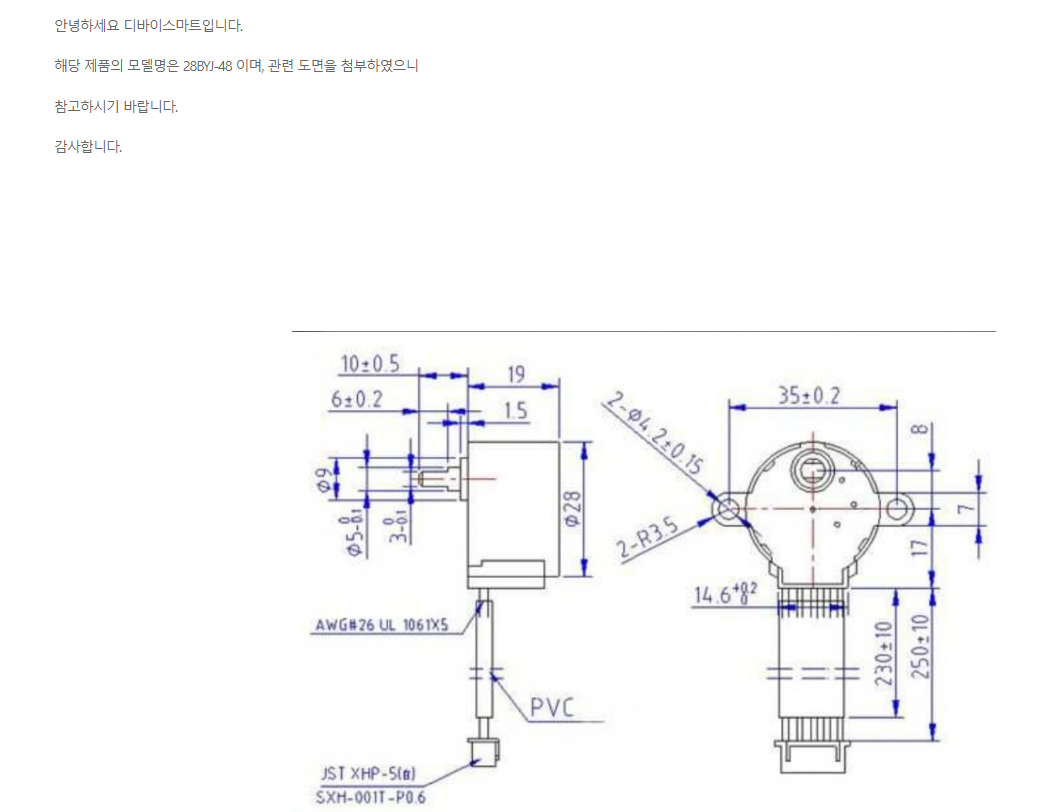 안녕하세요 디바이스마트입니다.
해당 제품의 모델명은 28BYJ-48 이며, 관련 도면을 첨부하였으니
참고하시기 바랍니다.
감사합니다.
10±0.5
19
6±0.2
1.5
Φ9
Φ5-0.1 0
3-0.1 0
Φ28
2-Φ4.2±0.15
35±0.2
8
7
2-R3.5
17
14.6+0.2 0
AWG#26 UL 1061X5
230±10
250±10
PVC
JST XHP-5(白)
SXH-001T-P0.6